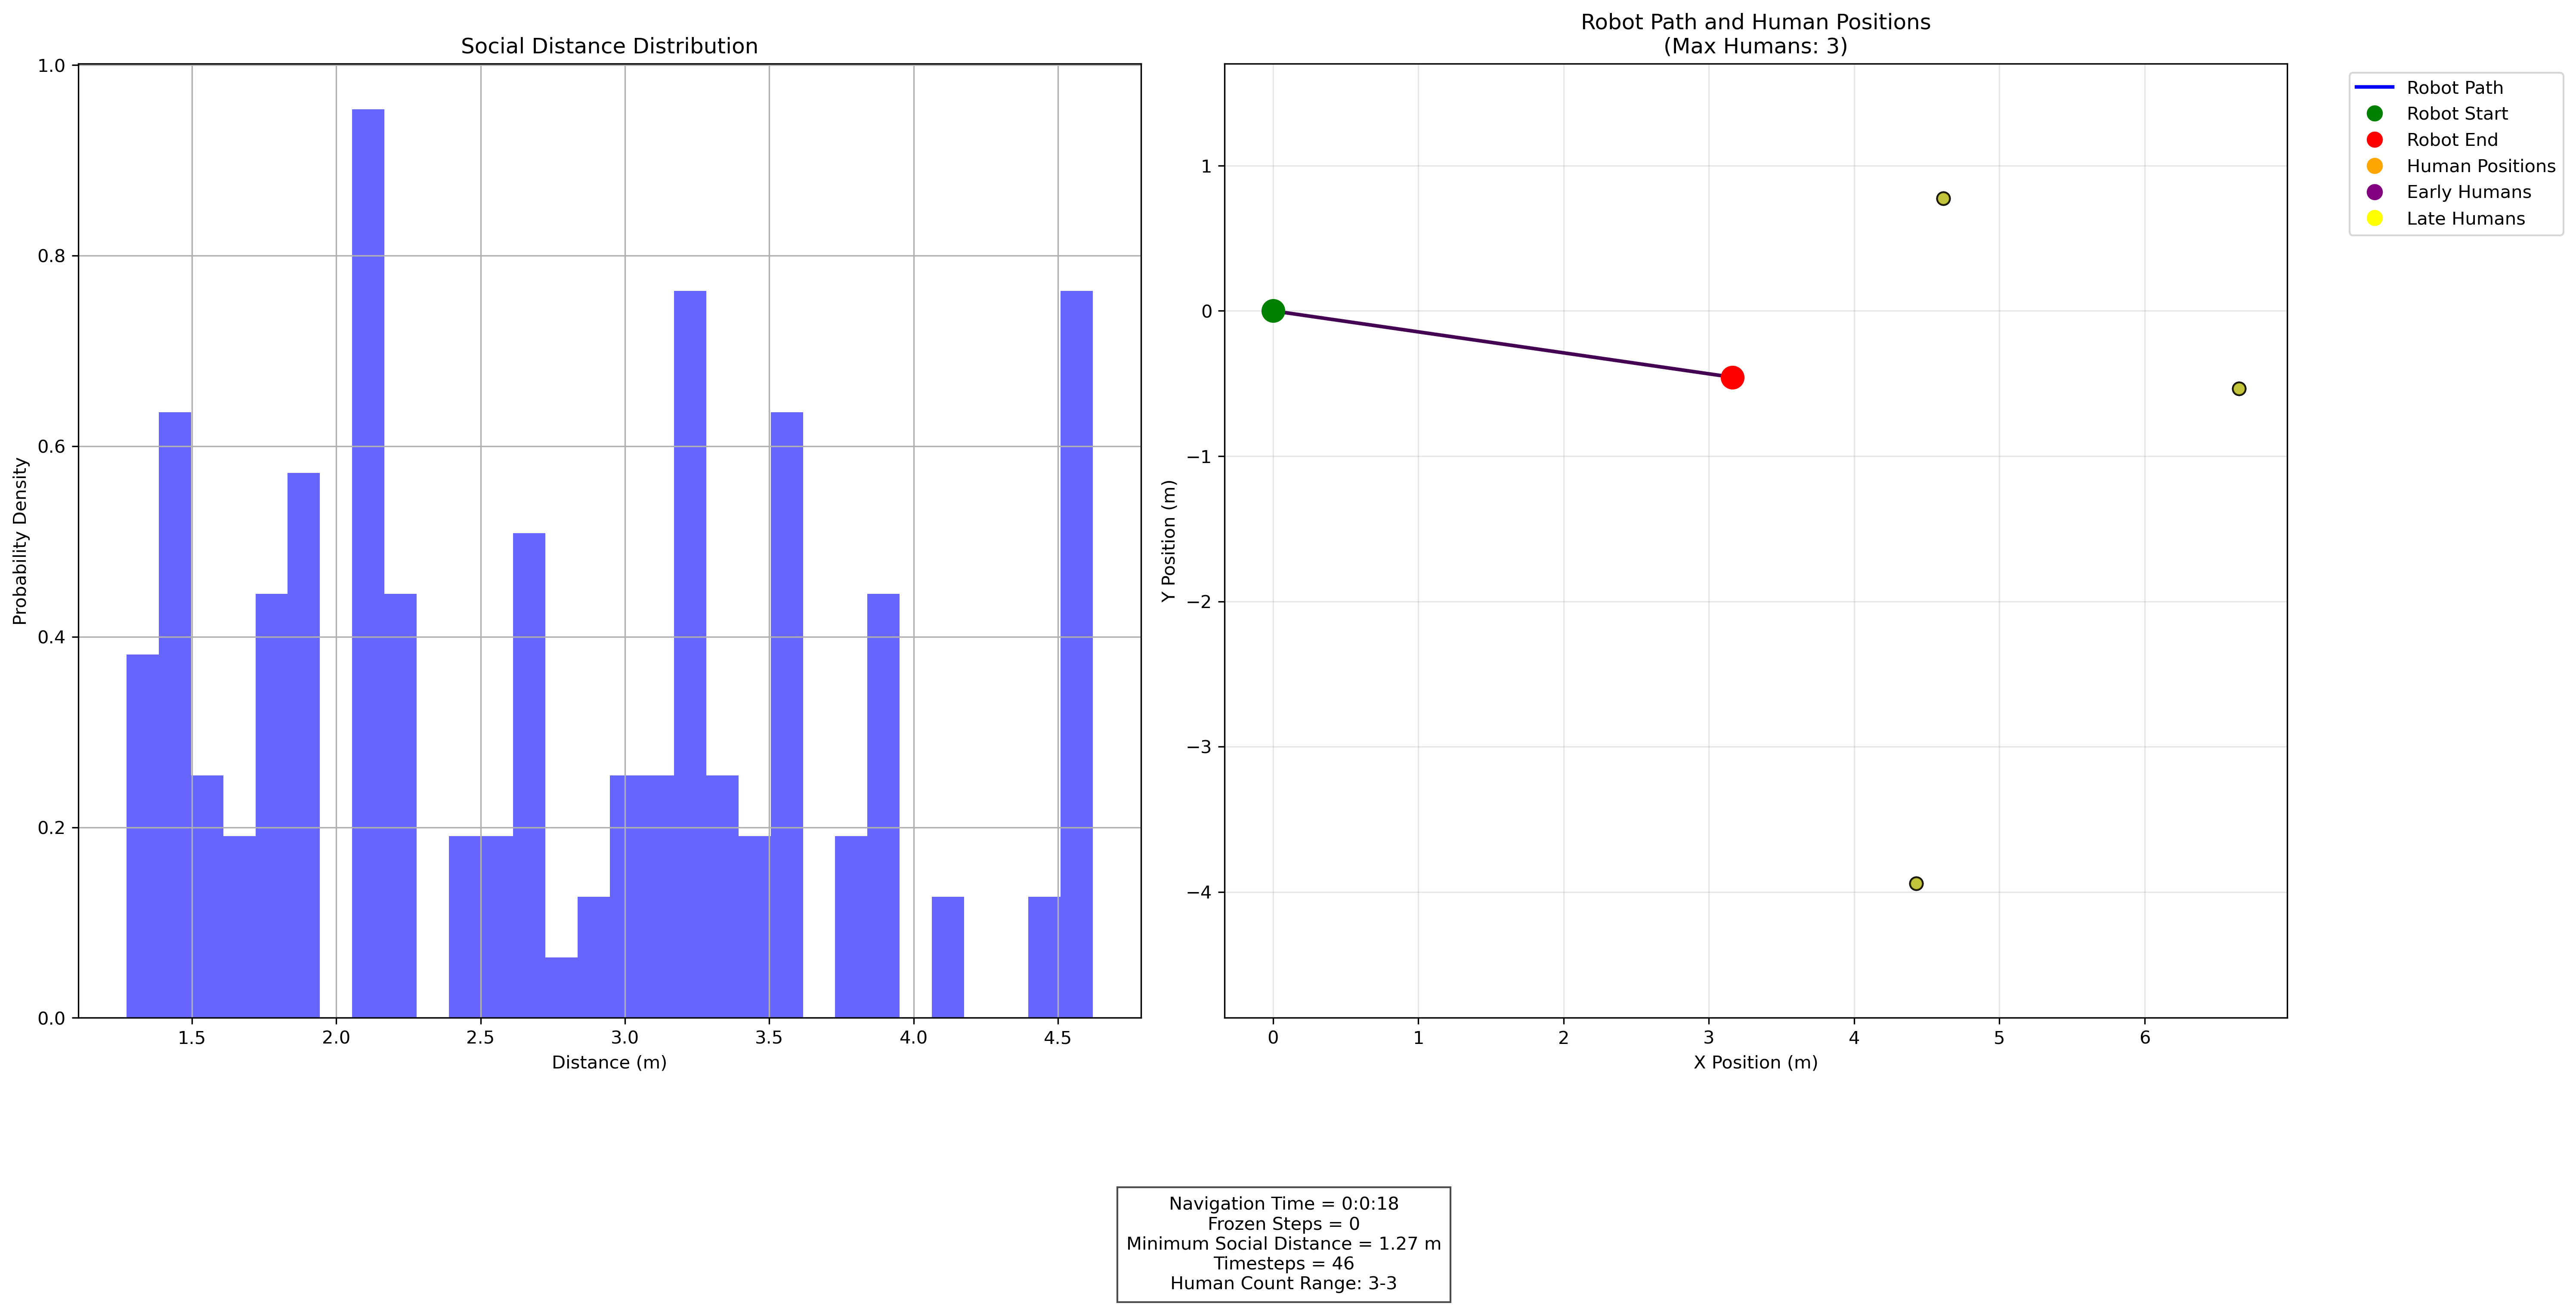 Social Distance Distribution
1.0
0.8
0.6
0.4
0.2
0.0
Probability Density
1.5
2.0
2.5
3.0
3.5
4.0
4.5
Distance (m)
Robot Path and Human Positions
(Max Humans: 3)
1
0
−1
−2
−3
−4
Y Position (m)
0
1
2
3
4
5
6
X Position (m)
Robot Path
Robot Start
Robot End
Human Positions
Early Humans
Late Humans
Navigation Time = 0:0:18
Frozen Steps = 0
Minimum Social Distance = 1.27 m
Timesteps = 46
Human Count Range: 3-3